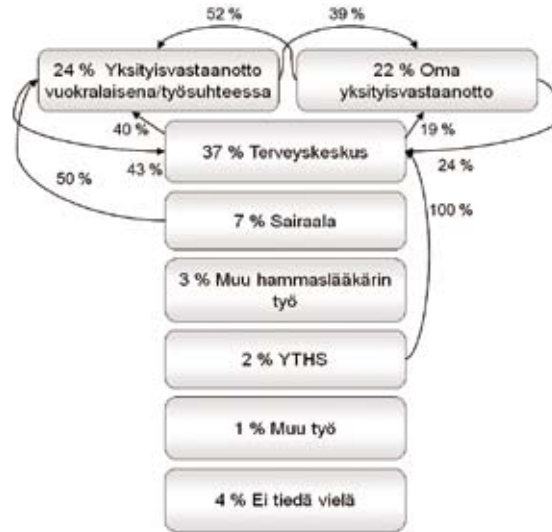 52 %
39 %
24 % Yksityisvastaanotto
vuokralaisena/työsuhteessa
22 % Oma
yksityisvastaanotto
40 %
19 %
37 % Terveyskeskus
43 %
24 %
50 %
100 %
7 % Sairaala
3 % Muu hammaslääkärin
työ
2 % YTHS
1 % Muu työ
4 % Ei tiedä vielä